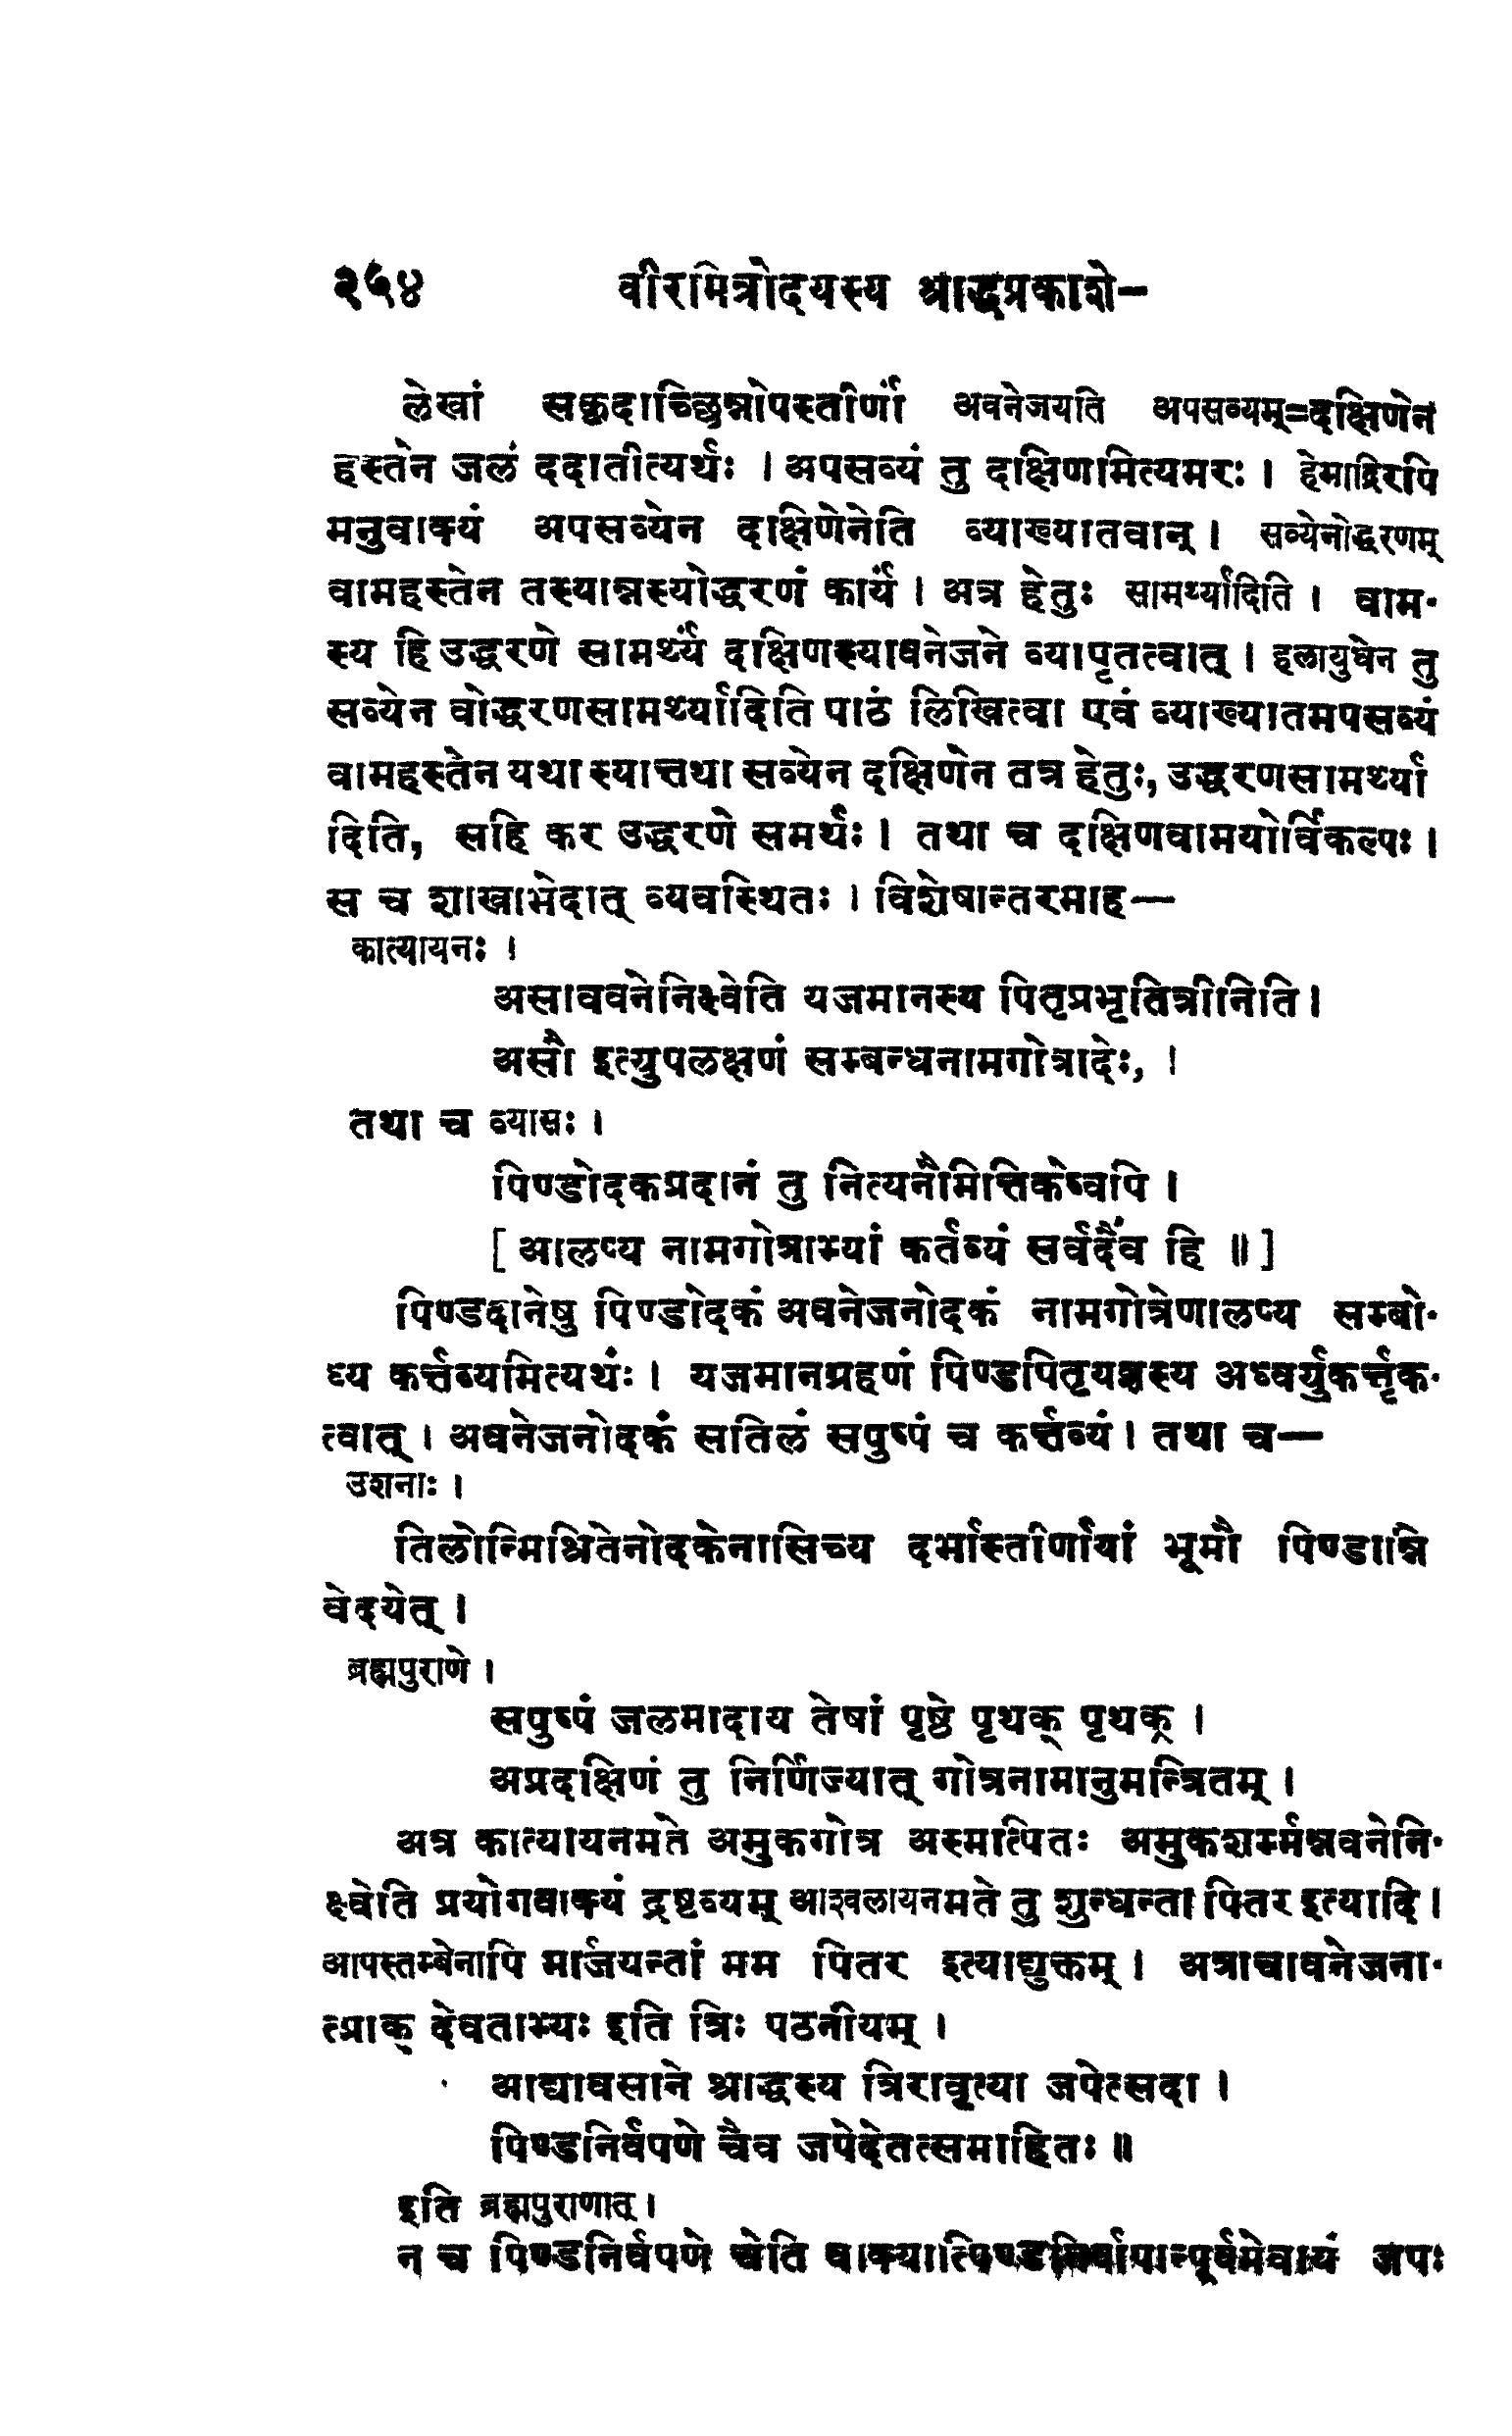 २५४ वीरमित्रोदयस्य श्राद्धप्रकाशे-
लेखां सकृदाच्छिन्नोपस्तीर्णां अवनेजयति अपसव्यम्=दक्षिणेन
हस्तेन जलं ददातीत्यर्थः । अपसव्यं तु दक्षिणमित्यमरः । हेमाद्रिरपि
मनुवाक्यं अपसव्येन दक्षिणेनेति व्याख्यातवान् । सव्येनोद्धरणम्
वामहस्तेन तस्यान्नस्योद्धरणं कार्यं । अत्र हेतुः सामर्थ्यादिति । वाम-
स्य हि उद्धरणे सामर्थ्यं दक्षिणस्यावनेजने व्यापृतत्वात् । हलायुधेन तु
सव्येन वोद्धरणसामर्थ्यादिति पाठं लिखित्वा एवं व्याख्यातमपसव्यं
वामहस्तेन यथा स्यात्तथा सव्येन दक्षिणेन तत्र हेतुः, उद्धरणसामर्थ्या
दिति, सहि कर उद्धरणे समर्थः । तथा च दक्षिणवामयोर्विकल्पः ।
स च शाखाभेदात् व्यवस्थितः । विशेषान्तरमाह—
कात्यायनः ।
असाववनेनिक्ष्वेति यजमानस्य पितृप्रभृतित्रीनिति ।
असौ इत्युपलक्षणं सम्बन्धनामगोत्रादेः, ।
तथा च व्यासः ।
पिण्डोदकप्रदानं तु नित्यनैमित्तिकेष्वपि ।
[ आलप्य नामगोत्राभ्यां कर्तव्यं सर्वदैव हि ॥ ]
पिण्डदानेषु पिण्डोदकं अवनेजनोदकं नामगोत्रेणालप्य सम्बो-
ध्य कर्त्तव्यमित्यर्थः । यजमानग्रहणं पिण्डपितृयज्ञस्य अध्वर्युकर्त्तृक-
त्वात् । अवनेजनोदकं सतिलं सपुष्पं च कर्त्तव्यं । तथा च—
उशनाः ।
तिलोन्मिश्रितेनोदकेनासिच्य दर्भास्तीर्णायां भूमौ पिण्डान्नि
वेदयेत् ।
ब्रह्मपुराणे ।
सपुष्पं जलमादाय तेषां पृष्ठे पृथक् पृथक् ।
अप्रदक्षिणं तु निर्णिज्यात् गोत्रनामानुमन्त्रितम् ।
अत्र कात्यायनमते अमुकगोत्र अस्मत्पितः अमुकशर्म्मन्नवनेनि-
क्ष्वेति प्रयोगवाक्यं द्रष्टव्यम् आश्वलायनमते तु शुन्धन्तां पितर इत्यादि ।
आपस्तम्बेनापि मार्जयन्तां मम पितर इत्याद्युक्तम् । अत्राद्यावनेजना-
त्प्राक् देवताभ्यः इति त्रिः पठनीयम् ।
आद्यावसाने श्राद्धस्य त्रिरावृत्या जपेत्सदा ।
पिण्डनिर्वपणे चैव जपेदेतत्समाहितः ॥
इति ब्रह्मपुराणात् ।
न च पिण्डनिर्वपणे चेति वाक्यात्पिण्डनिर्वापात्पूर्वमेवायं जपः